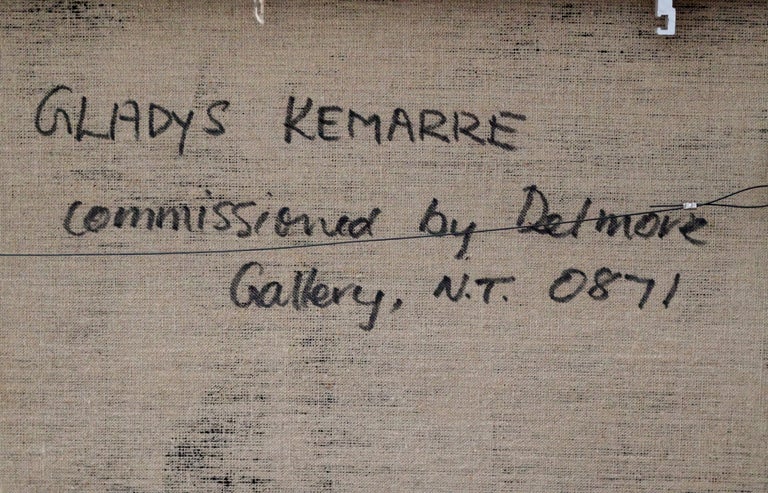 GLADYS KEMARRE
commissioned by Delmore
Gallery, N.T. 0871